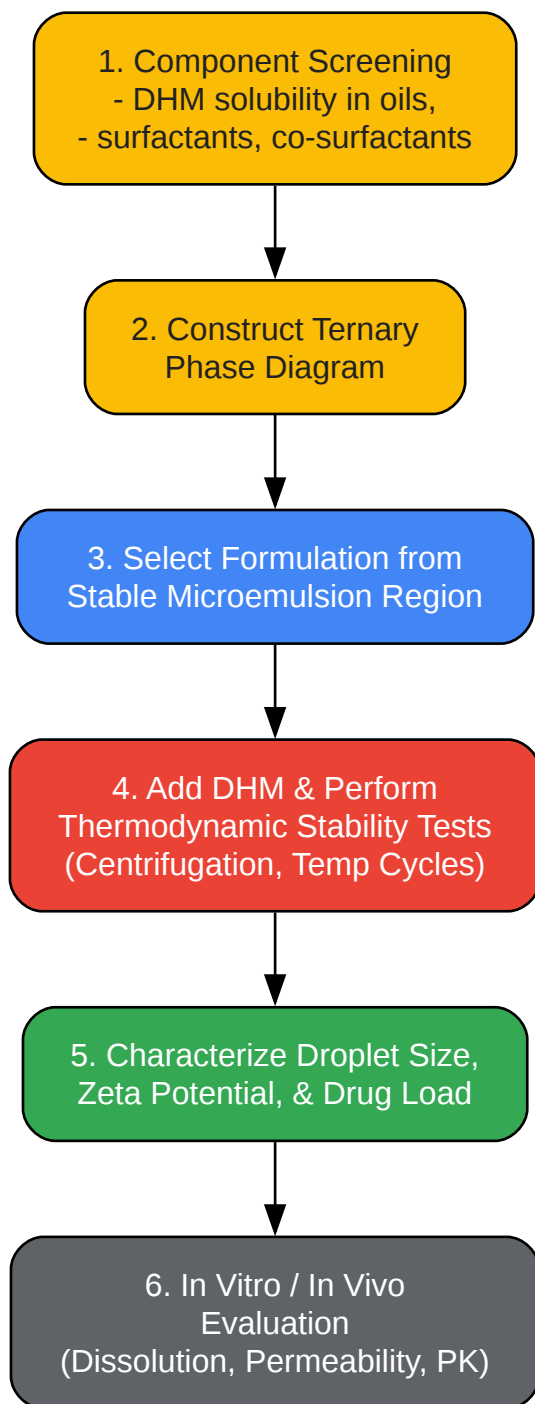 1. Component Screening
- DHM solubility in oils,
- surfactants, co-surfactants
2. Construct Ternary
Phase Diagram
3. Select Formulation from
Stable Microemulsion Region
4. Add DHM & Perform
Thermodynamic Stability Tests
(Centrifugation, Temp Cycles)
5. Characterize Droplet Size,
Zeta Potential, & Drug Load
6. In Vitro / In Vivo
Evaluation
(Dissolution, Permeability, PK)